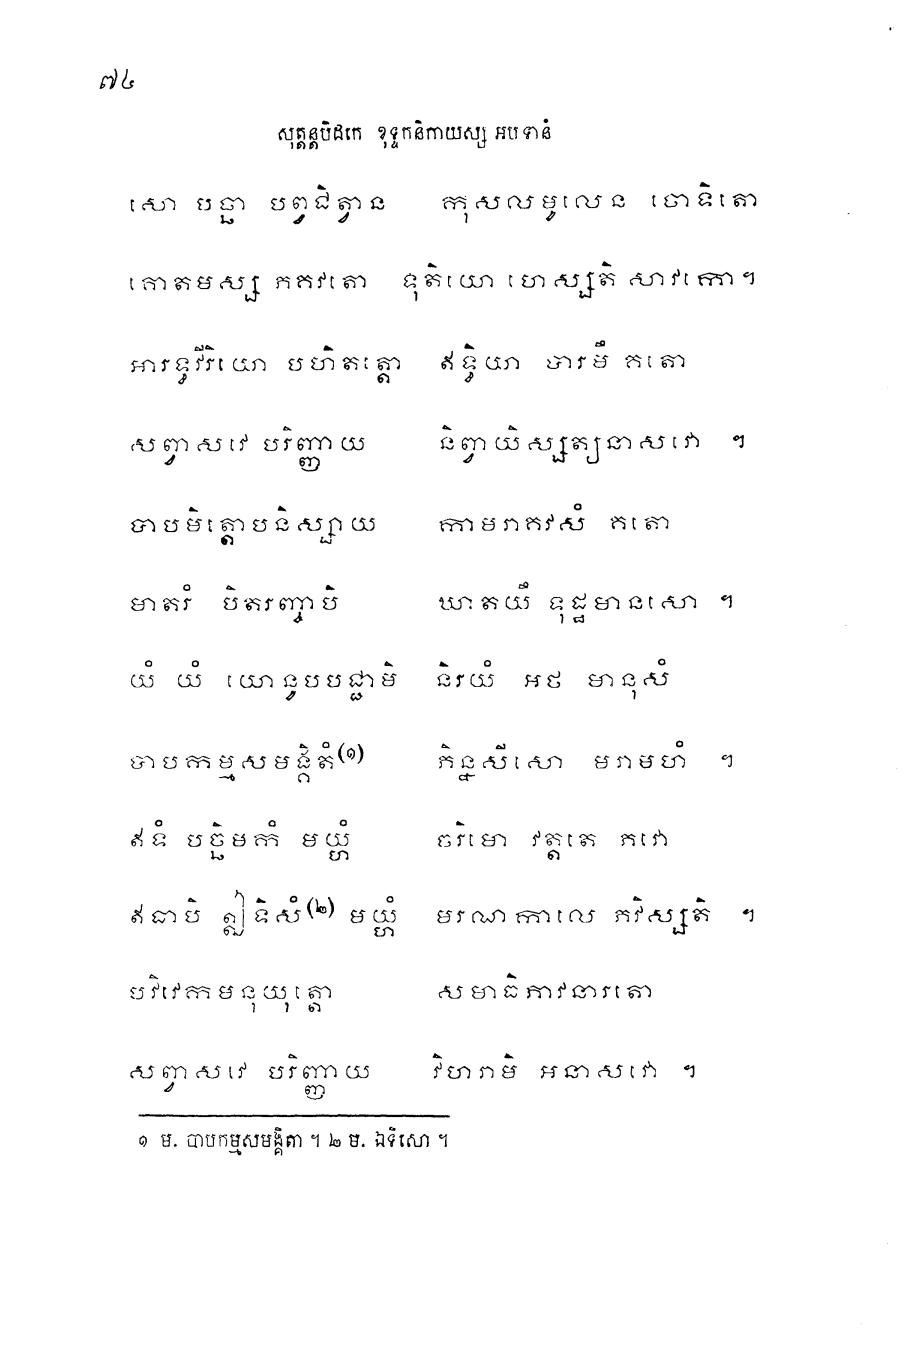 ៧៤
សុត្តន្តបិដកេ ខុទ្ទកនិកាយស្ស អបទានំ
សោ បច្ឆា បព្វជិត្វាន កុសលមូលេន ចោទិតោ
គោតមស្ស ភគវតោ ទុតិយោ ហេស្សតិ សាវកោ។
អារទ្ធវីរិយោ បហិតត្តោ ឥទ្ធិយា បារមឹ គតោ
សព្វាសវេ បរិញ្ញាយ និព្វាយិស្សត្យនាសវោ ។
បាបមិត្តោបនិស្សាយ កាមរាគវសំ គតោ
មាតរំ បិតរញ្ចាបិ ឃាតយឹ ទុដ្ឋមានសោ ។
យំ យំ យោនូបបជ្ជាមិ និរយំ អថ មានុសំ
បាបកម្មសមង្គិតំ(១) ភិន្នសីសោ មរាមហំ ។
ឥទំ បច្ឆិមកំ មយ្ហំ ចរិមោ វត្តតេ ភវោ
ឥធាបិ ឦទិសំ(២) មយ្ហំ មរណកាលេ ភវិស្សតិ ។
បវិវេកមនុយុត្តោ សមាធិភាវនារតោ
សព្វាសវេ បរិញ្ញាយ វិហរាមិ អនាសវោ ។
១ ម. បាបកម្មសមង្គិតា ។ ២ ម. ឯទិសោ ។